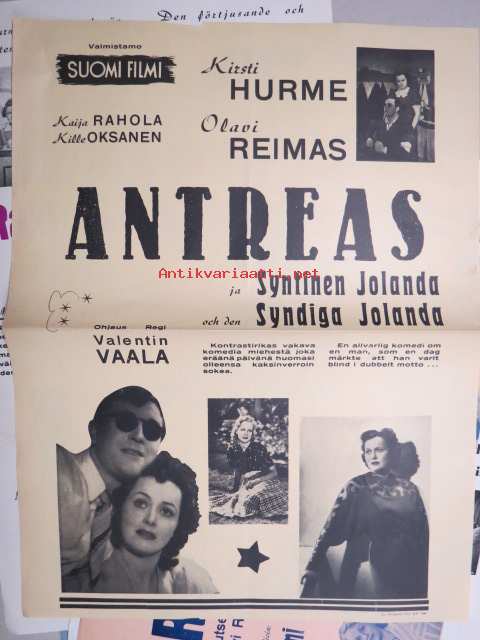 Den förtjusande och
Valmistamo
SUOMI FILMI
Kirsti
HURME
Kaija RAHOLA
Kille OKSANEN
Olavi
REIMAS
ANTREAS
Antikvariaatti.net
ja Syntinen Jolanda
och den Syndiga Jolanda
Ohjaus Regi
Valentin
VAALA
Kontrastirikas vakava
komedia miehestä joka
eräänä päivänä huomasi
olleensa kaksinverroin
sokea.
En allvarlig komedi om
en man, som en dag
märkte att han varit
blind i dubbelt motto ...